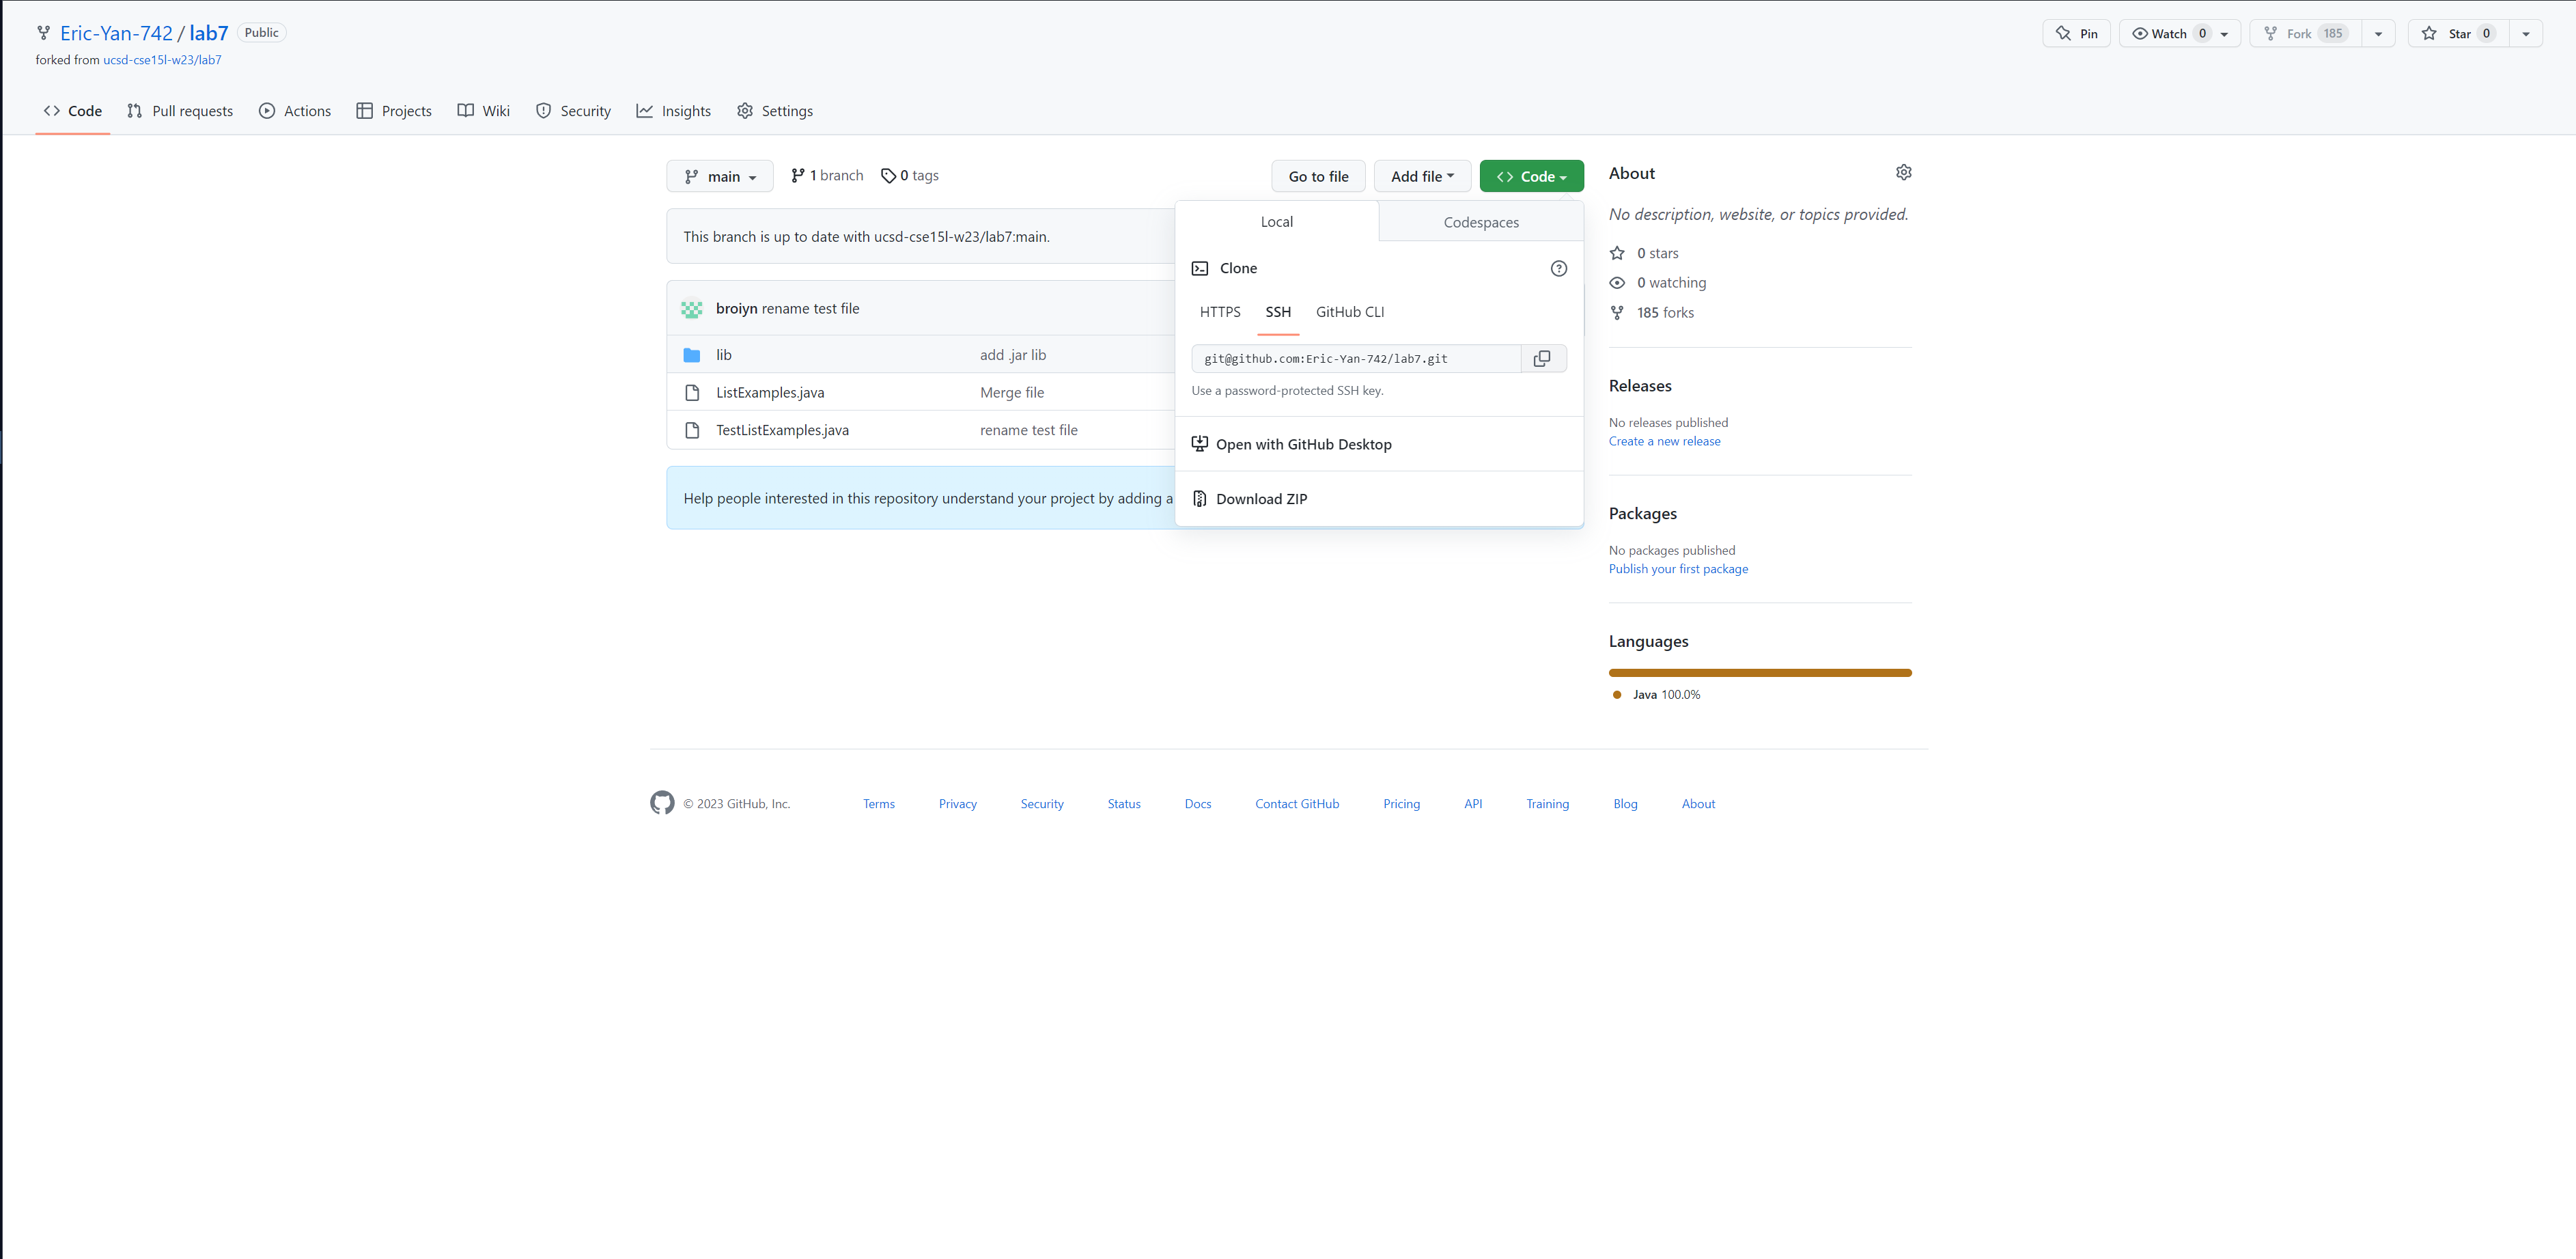 Eric-Yan-742 / lab7 Public
Pin
Watch 0
Fork 185
Star 0
forked from ucsd-cse15l-w23/lab7
Code
Pull requests
Actions
Projects
Wiki
Security
Insights
Settings
main
1 branch
0 tags
Go to file
Add file
Code
This branch is up to date with ucsd-cse15l-w23/lab7:main.
broiyn rename test file
lib add .jar lib
ListExamples.java Merge file
TestListExamples.java rename test file
Help people interested in this repository understand your project by adding a
Local
Codespaces
Clone
HTTPS
SSH
GitHub CLI
git@github.com:Eric-Yan-742/lab7.git
Use a password-protected SSH key.
Open with GitHub Desktop
Download ZIP
About
No description, website, or topics provided.
0 stars
0 watching
185 forks
Releases
No releases published
Create a new release
Packages
No packages published
Publish your first package
Languages
Java 100.0%
© 2023 GitHub, Inc.
Terms
Privacy
Security
Status
Docs
Contact GitHub
Pricing
API
Training
Blog
About